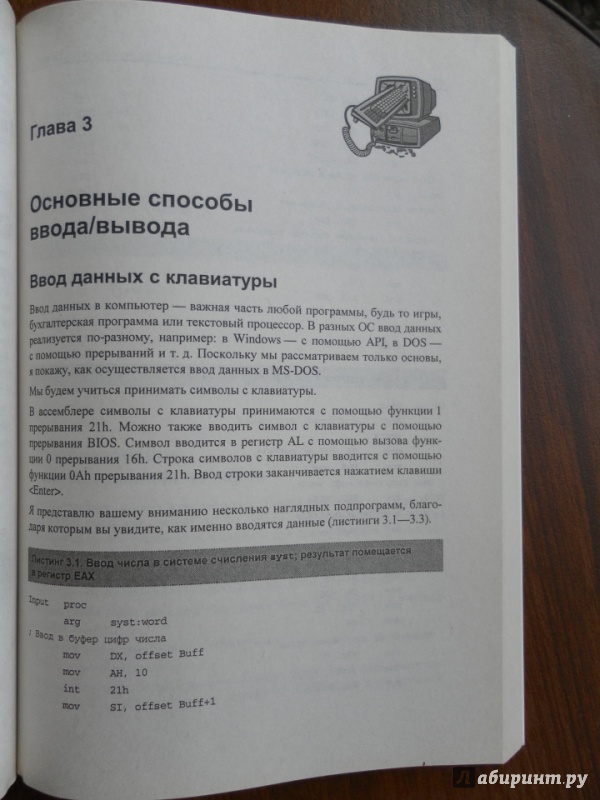 Глава 3
Основные способы
ввода/вывода
Ввод данных с клавиатуры
Ввод данных в компьютер — важная часть любой программы, будь то игры,
бухгалтерская программа или текстовый процессор. В разных ОС ввод данных
реализуется по-разному, например: в Windows — с помощью API, в DOS —
с помощью прерываний и т. д. Поскольку мы рассматриваем только основы,
я покажу, как осуществляется ввод данных в MS-DOS.
Мы будем учиться принимать символы с клавиатуры.
В ассемблере символы с клавиатуры принимаются с помощью функции 1
прерывания 21h. Можно также вводить символ с клавиатуры с помощью
прерывания BIOS. Символ вводится в регистр AL с помощью вызова функ-
ции 0 прерывания 16h. Строка символов с клавиатуры вводится с помощью
функции 0Ah прерывания 21h. Ввод строки заканчивается нажатием клавиши
<Enter>.
Я представлю вашему вниманию несколько наглядных подпрограмм, благо-
даря которым вы увидите, как именно вводятся данные (листинги 3.1—3.3).
Листинг 3.1. Ввод числа в системе счисления syst; результат помещается
в регистр EAX
Input proc
arg syst:word
; Ввод в буфер цифр числа
mov DX, offset Buff
mov AH, 10
int 21h
mov SI, offset Buff+1
Л абиринт.ру